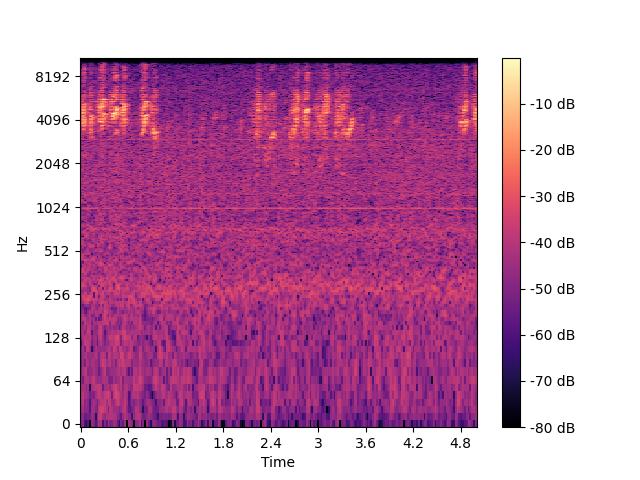 8192
4096
2048
1024
512
256
128
64
0
Hz
0 0.6 1.2 1.8 2.4 3 3.6 4.2 4.8
Time
-10 dB
-20 dB
-30 dB
-40 dB
-50 dB
-60 dB
-70 dB
-80 dB